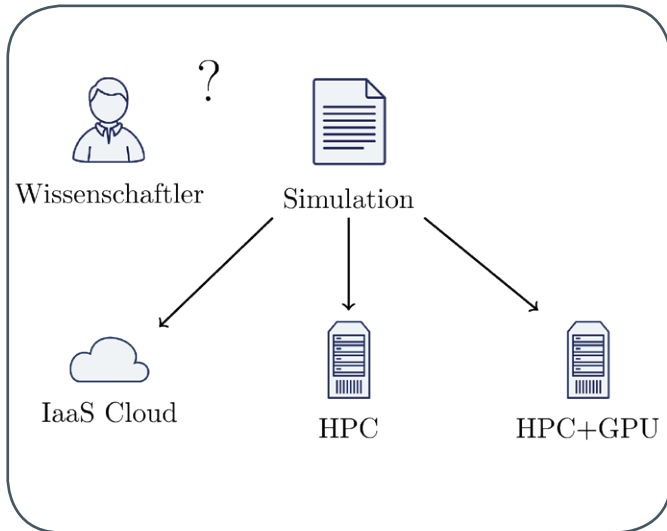 ?
Wissenschaftler
Simulation
IaaS Cloud
HPC
HPC+GPU